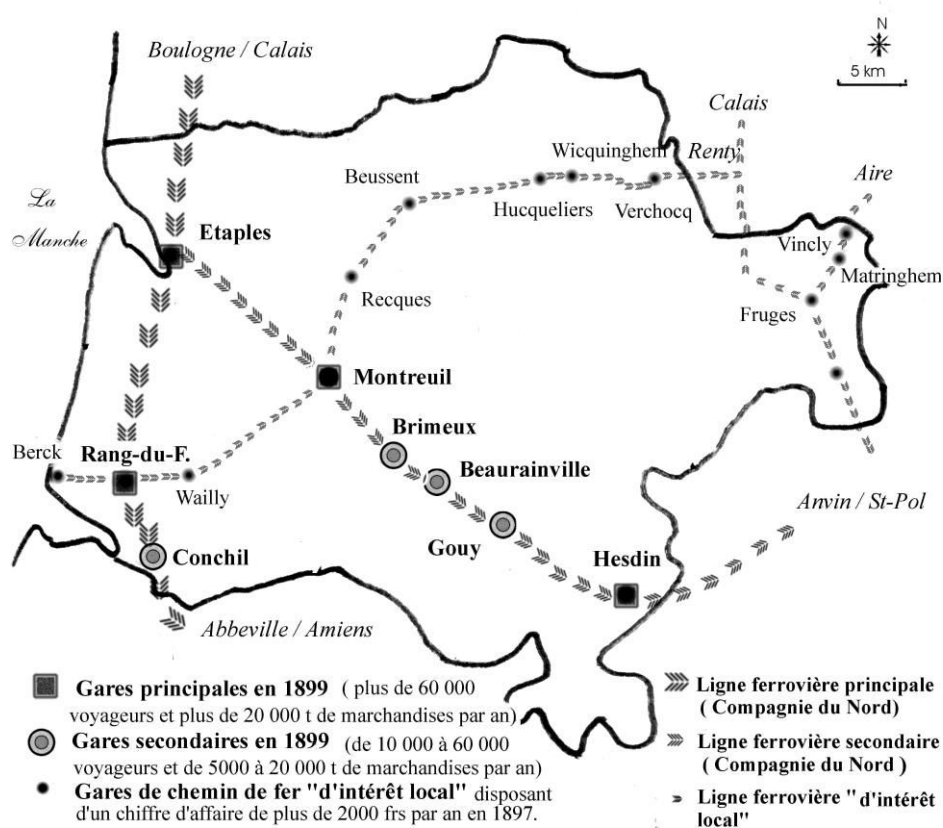 Boulogne / Calais
N
5 km
Calais
Wicquinghem
Renty
Beussent
Aire
La
Manche
Hucqueliers
Verchocq
Etaples
Vincly
Matringhem
Recques
Fruges
Montreuil
Brimeux
Berck
Rang-du-F.
Beaurainville
Wailly
Anvin / St-Pol
Gouy
Conchil
Hesdin
Abbeville / Amiens
Gares principales en 1899 ( plus de 60 000
voyageurs et plus de 20 000 t de marchandises par an)
Gares secondaires en 1899 (de 10 000 à 60 000
voyageurs et de 5000 à 20 000 t de marchandises par an)
Gares de chemin de fer "d'intérêt local" disposant
d'un chiffre d'affaire de plus de 2000 frs par an en 1897.
Ligne ferrovière principale
( Compagnie du Nord)
Ligne ferrovière secondaire
( Compagnie du Nord )
Ligne ferrovière "d'intérêt
local"